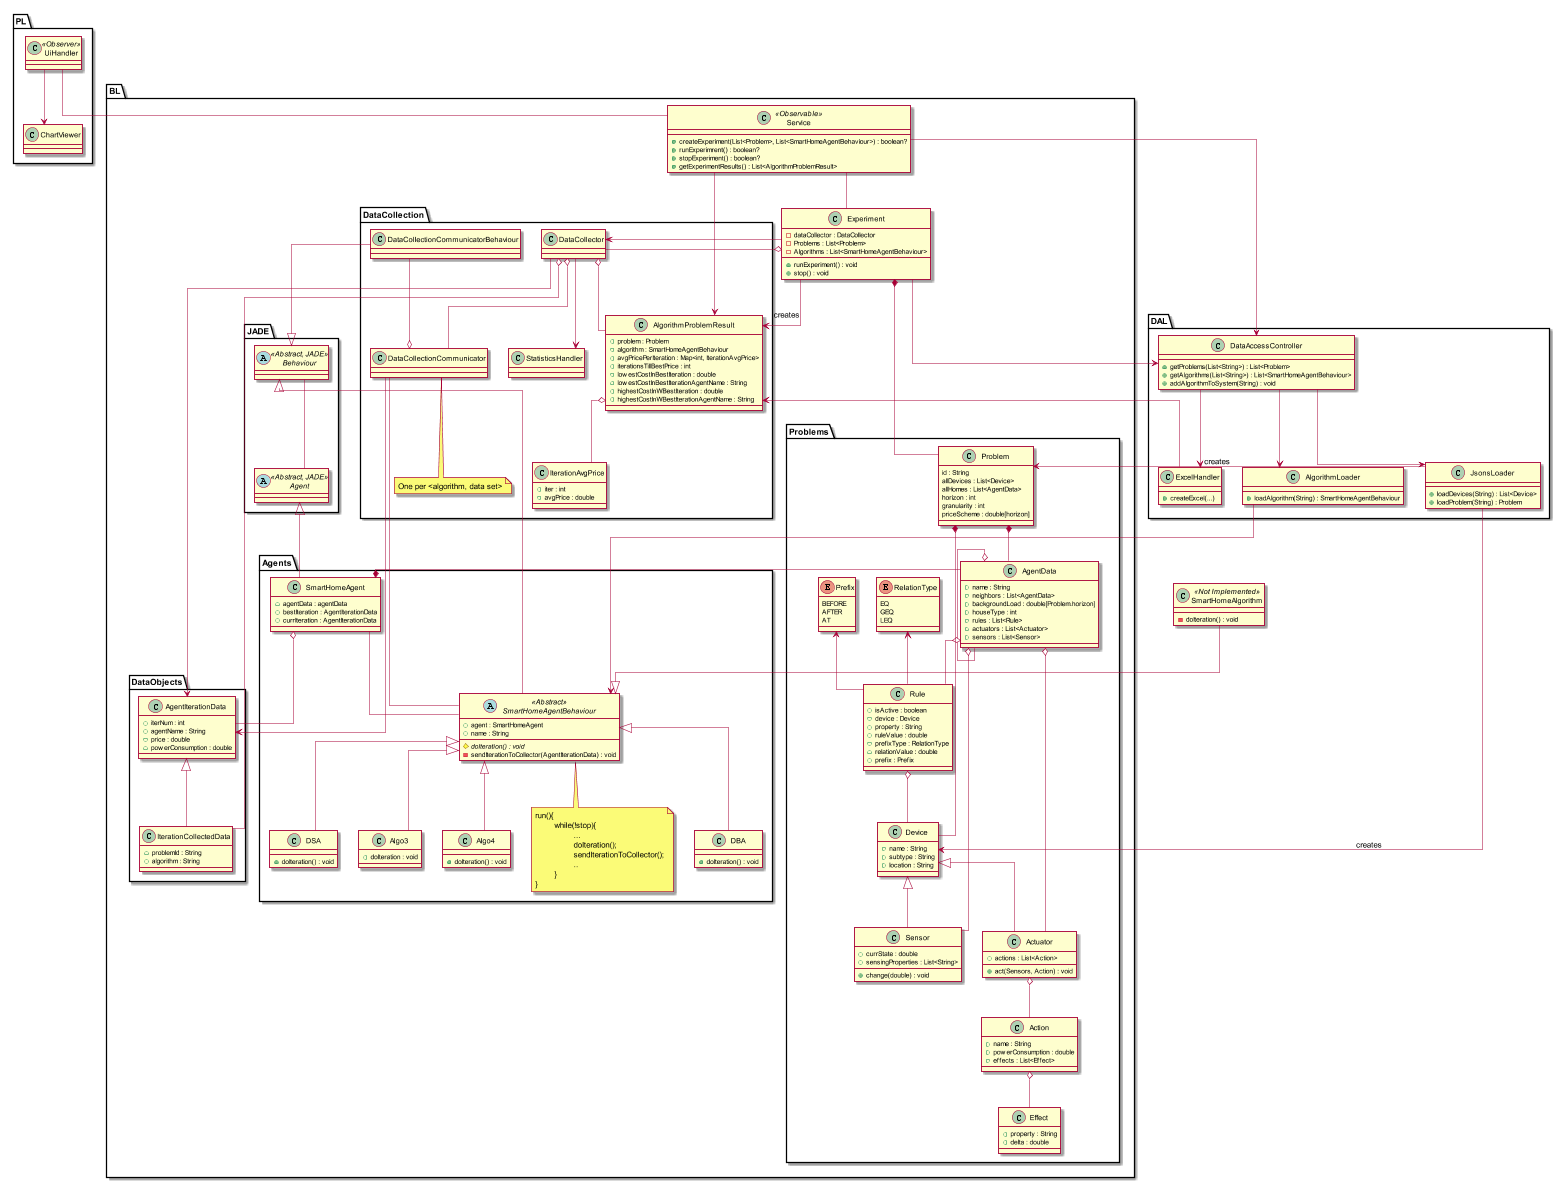 PL
C
«Observer»
UiHandler
C
ChartViewer
BL
C
«Observable»
Service
createExperiment(List<Problem>, List<SmartHomeAgentBehaviour>) : boolean?
runExperimrent() : boolean?
stopExperiment() : boolean?
getExperimentResults() : List<AlgorithmProblemResult>
C
Experiment
dataCollector : DataCollector
Problems : List<Problem>
Algorithms : List<SmartHomeAgentBehaviour>
runExperiment() : void
stop() : void
DataCollection
C
DataCollectionCommunicatorBehaviour
C
DataCollector
creates
C
AlgorithmProblemResult
problem : Problem
algorithm : SmartHomeAgentBehaviour
avgPricePerIteration : Map<int, IterationAvgPrice>
iterationsTillBestPrice : int
lowestCostInBestIteration : double
lowestCostInBestIterationAgentName : String
highestCostInWBestIteration : double
highestCostInWBestIterationAgentName : String
C
DataCollectionCommunicator
C
StatisticsHandler
One per <algorithm, data set>
C
IterationAvgPrice
iter : int
avgPrice : double
JADE
A
«Abstract, JADE»
Behaviour
A
«Abstract, JADE»
Agent
DAL
C
DataAccessController
getProblems(List<String>) : List<Problem>
getAlgorithms(List<String>) : List<SmartHomeAgentBehaviour>
addAlgorithmToSystem(String) : void
creates
C
ExcelHandler
createExcel(...)
C
AlgorithmLoader
loadAlgorithm(String) : SmartHomeAgentBehaviour
C
JsonsLoader
loadDevices(String) : List<Device>
loadProblem(String) : Problem
Problems
C
Problem
id : String
allDevices : List<Device>
allHomes : List<AgentData>
horizon : int
granularity : int
priceScheme : double[horizon]
E
Prefix
BEFORE
AFTER
AT
E
RelationType
EQ
GEQ
LEQ
C
AgentData
name : String
neighbors : List<AgentData>
backgroundLoad : double[Problem.horizon]
houseType : int
rules : List<Rule>
actuators : List<Actuator>
sensors : List<Sensor>
C
«Not Implemented»
SmartHomeAlgorithm
doIteration() : void
Agents
C
SmartHomeAgent
agentData : agentData
bestIteration : AgentIterationData
currIteration : AgentIterationData
DataObjects
C
AgentIterationData
iterNum : int
agentName : String
price : double
powerConsumption : double
C
IterationCollectedData
problemId : String
algorithm : String
A
«Abstract»
SmartHomeAgentBehaviour
agent : SmartHomeAgent
name : String
doIteration() : void
sendIterationToCollector(AgentIterationData) : void
run(){
while(!stop){
...
doIteration();
sendIterationToCollector();
..
}
}
C
DSA
doIteration() : void
C
Algo3
doIteration : void
C
Algo4
doIteration() : void
C
DBA
doIteration() : void
C
Rule
isActive : boolean
device : Device
property : String
ruleValue : double
prefixType : RelationType
relationValue : double
prefix : Prefix
C
Device
name : String
subtype : String
location : String
creates
C
Sensor
currState : double
sensingProperties : List<String>
change(double) : void
C
Actuator
actions : List<Action>
act(Sensors, Action) : void
C
Action
name : String
powerConsumption : double
effects : List<Effect>
C
Effect
property : String
delta : double